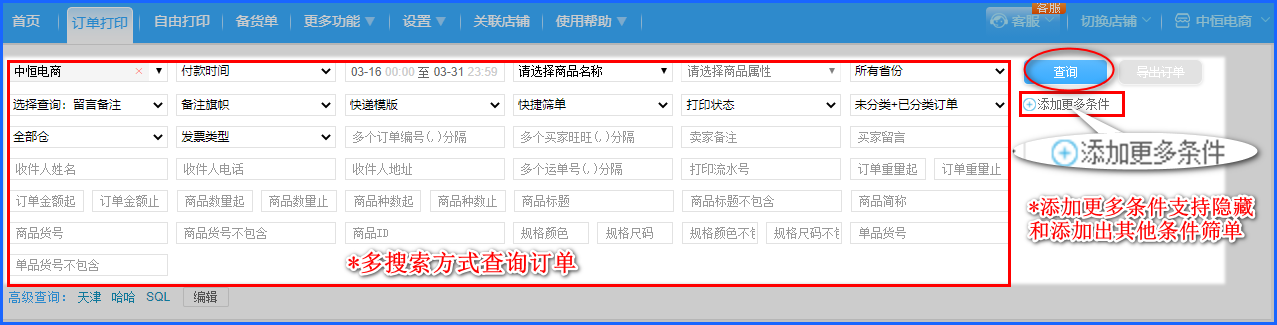 首页 订单打印 自由打印 备货单 更多功能 设置 关联店铺 使用帮助 客服 客服 切换店铺 中恒电商
中恒电商 × 付款时间 03-16 00:00 至 03-31 23:59 请选择商品名称 请选择商品属性 所有省份 查询 导出订单
选择查询：留言备注 备注旗帜 快递模版 快捷筛单 打印状态 未分类+已分类订单 添加更多条件
全部仓 发票类型 多个订单编号(,)分隔 多个买家旺旺(,)分隔 卖家备注 买家留言
添加更多条件
收件人姓名 收件人电话 收件人地址 多个运单号(,)分隔 打印流水号 订单重量起 订单重量止
订单金额起 订单金额止 商品数量起 商品数量止 商品种数起 商品种数止 商品标题 商品标题不包含 商品简称
*添加更多条件支持隐藏
和添加出其他条件筛单
商品货号 商品货号不包含 商品ID 规格颜色 规格尺码 规格颜色不包 规格尺码不包 单品货号
单品货号不包含
*多搜索方式查询订单
高级查询： 天津 哈哈 SQL 编辑